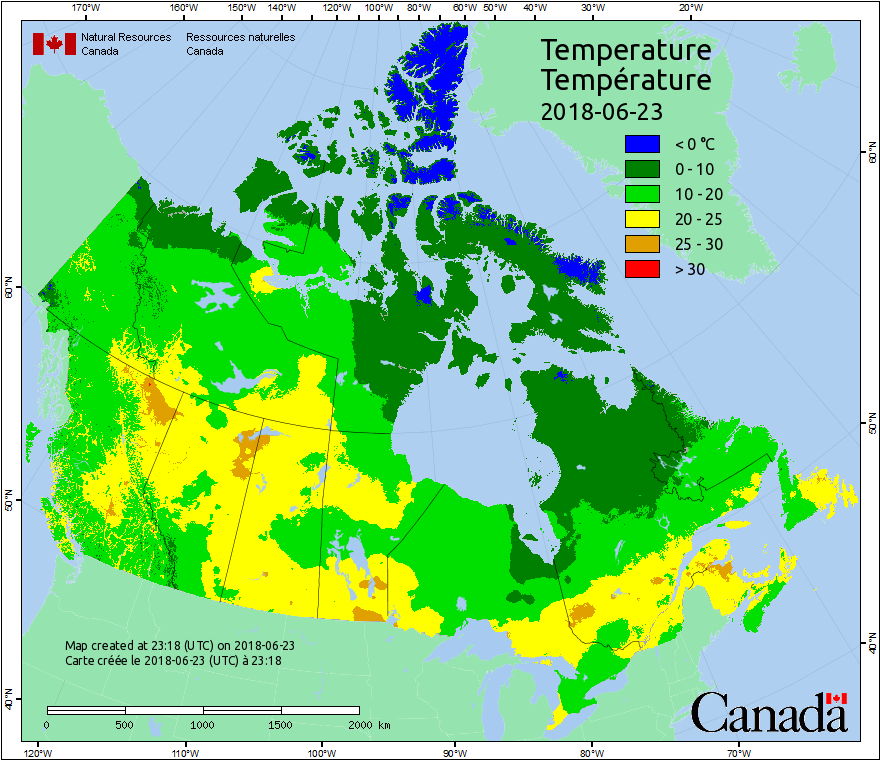 170°W 160°W 150°W 140°W 130°W 120°W 110°W 100°W 90°W 80°W 70°W 60°W 50°W 40°W 30°W 20°W
Natural Resources Canada
Ressources naturelles Canada
Temperature
Température
2018-06-23
< 0 °C
0 - 10
10 - 20
20 - 25
25 - 30
> 30
60°N
60°N
50°N
50°N
40°N
40°N
Map created at 23:18 (UTC) on 2018-06-23
Carte créée le 2018-06-23 (UTC) à 23:18
0 500 1000 1500 2000 km
Canada
120°W 110°W 100°W 90°W 80°W 70°W